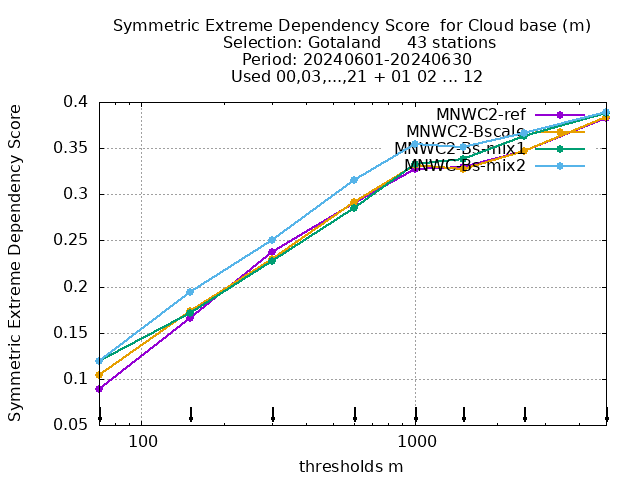 Symmetric Extreme Dependency Score  for Cloud base (m)
Selection: Gotaland     43 stations
Period: 20240601-20240630
Used 00,03,...,21 + 01 02 ... 12
Symmetric Extreme Dependency Score
0.4
0.35
0.3
0.25
0.2
0.15
0.1
0.05
MNWC2-ref
MNWC2-Bscale
MNWC2-Bs-mix1
MNWC-Bs-mix2
100
1000
thresholds m